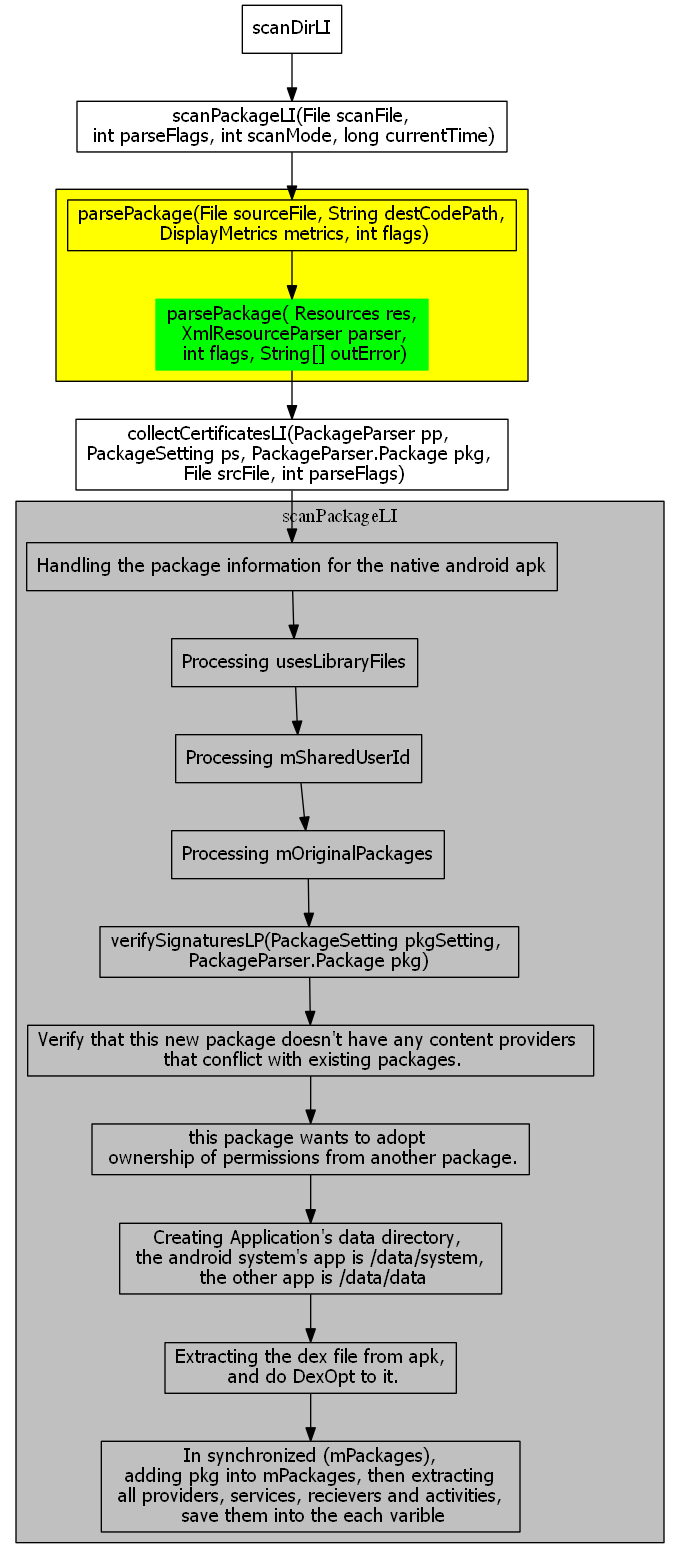 scanDirLI
scanPackageLI(File scanFile,
int parseFlags, int scanMode, long currentTime)
parsePackage(File sourceFile, String destCodePath,
DisplayMetrics metrics, int flags)
parsePackage( Resources res,
XmlResourceParser parser,
int flags, String[] outError)
collectCertificatesLI(PackageParser pp,
PackageSetting ps, PackageParser.Package pkg,
File srcFile, int parseFlags)
scanPackageLI
Handling the package information for the native android apk
Processing usesLibraryFiles
Processing mSharedUserId
Processing mOriginalPackages
verifySignaturesLP(PackageSetting pkgSetting,
PackageParser.Package pkg)
Verify that this new package doesn't have any content providers
that conflict with existing packages.
this package wants to adopt
ownership of permissions from another package.
Creating Application's data directory,
the android system's app is /data/system,
the other app is /data/data
Extracting the dex file from apk,
and do DexOpt to it.
In synchronized (mPackages),
adding pkg into mPackages, then extracting
all providers, services, recievers and activities,
save them into the each varible